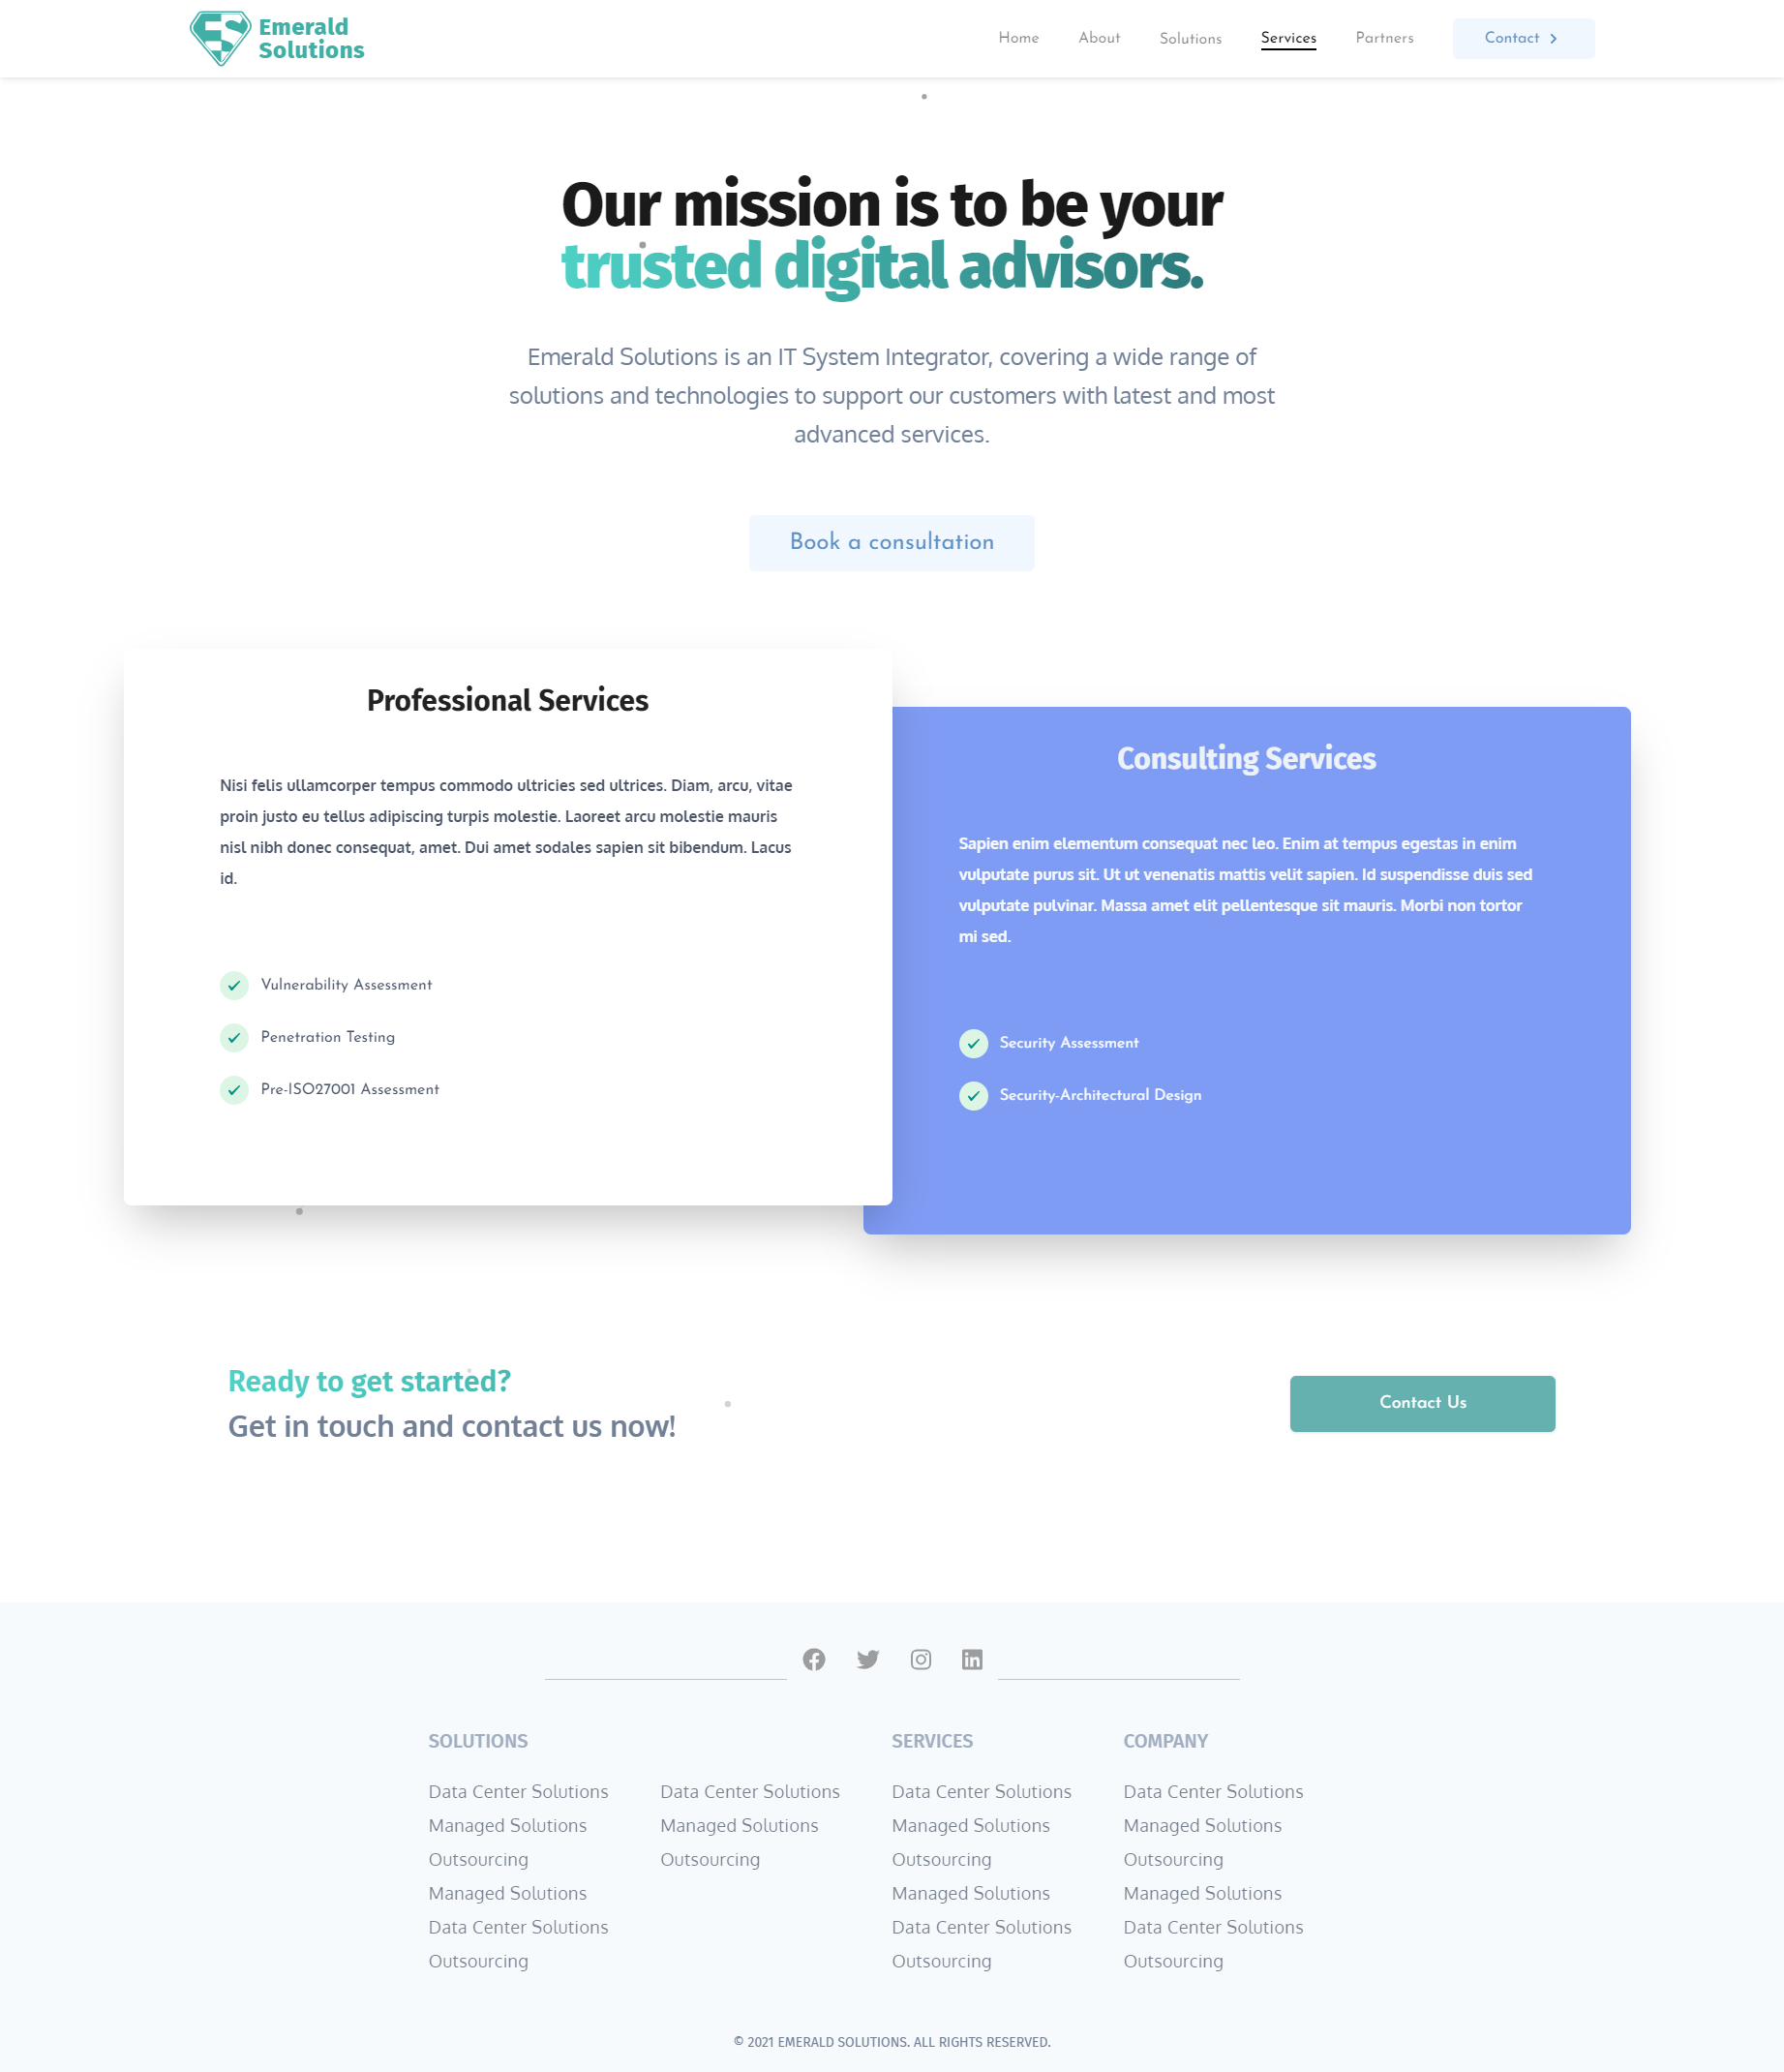 Emerald
Solutions
Home
About
Solutions
Services
Partners
Contact
Our mission is to be your
trusted digital advisors.
Emerald Solutions is an IT System Integrator, covering a wide range of
solutions and technologies to support our customers with latest and most
advanced services.
Book a consultation
Professional Services
Nisi felis ullamcorper tempus commodo ultricies sed ultrices. Diam, arcu, vitae
proin justo eu tellus adipiscing turpis molestie. Laoreet arcu molestie mauris
nisl nibh donec consequat, amet. Dui amet sodales sapien sit bibendum. Lacus
id.
Vulnerability Assessment
Penetration Testing
Pre-ISO27001 Assessment
Consulting Services
Sapien enim elementum consequat nec leo. Enim at tempus egestas in enim
vulputate purus sit. Ut ut venenatis mattis velit sapien. Id suspendisse duis sed
vulputate pulvinar. Massa amet elit pellentesque sit mauris. Morbi non tortor
mi sed.
Security Assessment
Security-Architectural Design
Ready to get started?
Get in touch and contact us now!
Contact Us
SOLUTIONS
Data Center Solutions
Managed Solutions
Outsourcing
Managed Solutions
Data Center Solutions
Outsourcing
Data Center Solutions
Managed Solutions
Outsourcing
SERVICES
Data Center Solutions
Managed Solutions
Outsourcing
Managed Solutions
Data Center Solutions
Outsourcing
COMPANY
Data Center Solutions
Managed Solutions
Outsourcing
Managed Solutions
Data Center Solutions
Outsourcing
© 2021 EMERALD SOLUTIONS. ALL RIGHTS RESERVED.